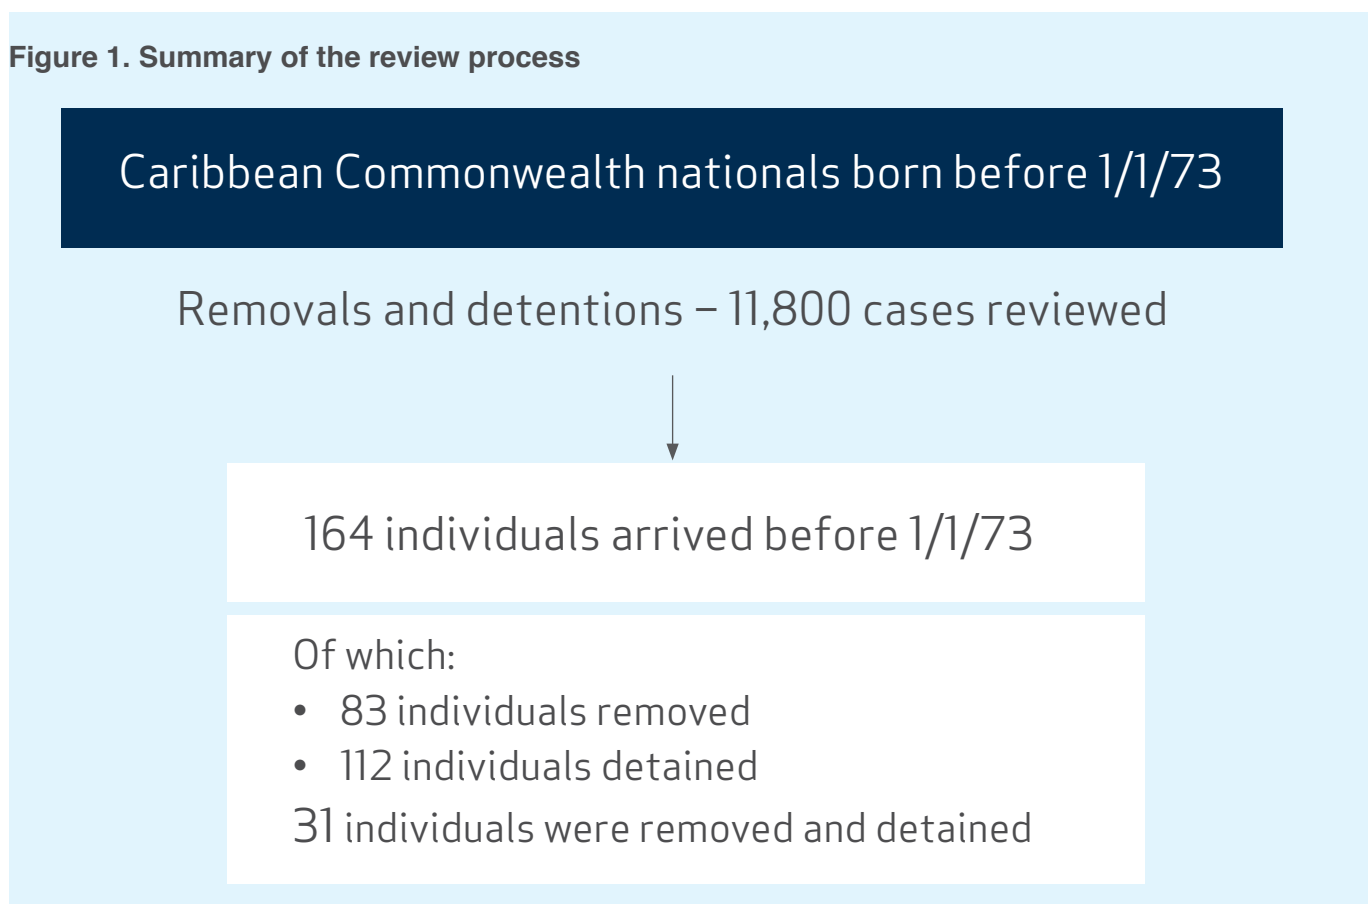 Figure 1. Summary of the review process
Caribbean Commonwealth nationals born before 1/1/73
Removals and detentions – 11,800 cases reviewed
164 individuals arrived before 1/1/73
Of which:
• 83 individuals removed
• 112 individuals detained
31 individuals were removed and detained